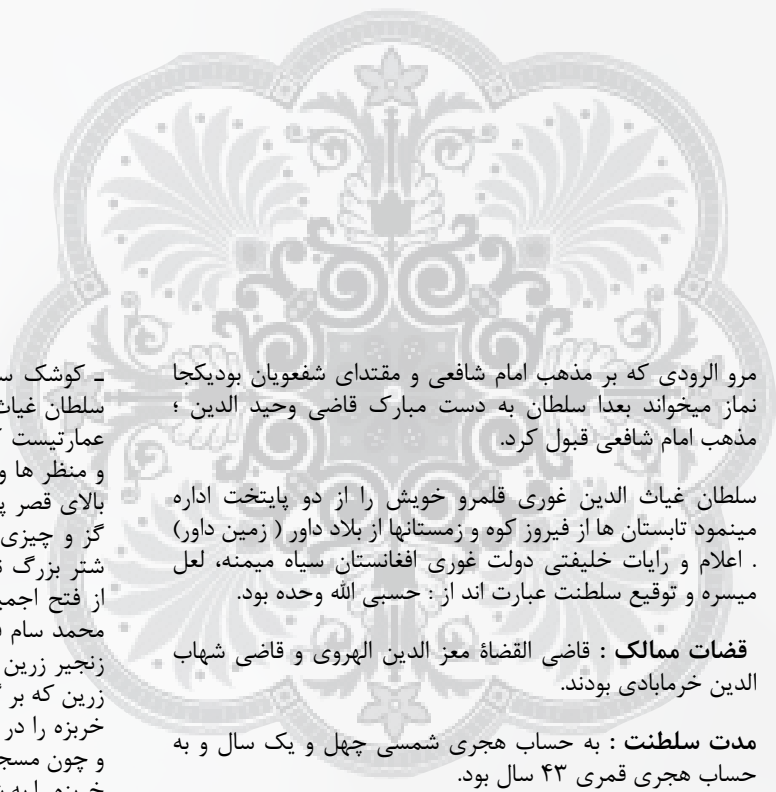 مرو الرودی که بر مذهب امام شافعی و مقتدای شفعویان بودیکجا
نماز میخواند بعدا سلطان به دست مبارک قاضی وحید الدین ؛
مذهب امام شافعی قبول کرد.
سلطان غیاث الدین غوری قلمرو خویش را از دو پایتخت اداره
مینمود تابستان ها از فیروز کوه و زمستانها از بلاد داور ( زمین داور)
. اعلام و رایات خلیفتی دولت غوری افغانستان سیاه میمنه، لعل
میسره و توقیع سلطنت عبارت اند از : حسبی الله وحده بود.
قضات ممالک : قاضی القضاۀ معز الدین الهروی و قاضی شهاب
الدین خرمابادی بودند.
مدت سلطنت : به حساب هجری شمسی چهل و یک سال و به
حساب هجری قمری ۴۳ سال بود.
ـ کوشک
سلطان غیاث
عمارتیست
و منظر ها و
بالای قصر
گز و چیزی
شتر بزرگ
از فتح
محمد سام
زنجیر زرین
زرین که بر
خربزه را در
و چون